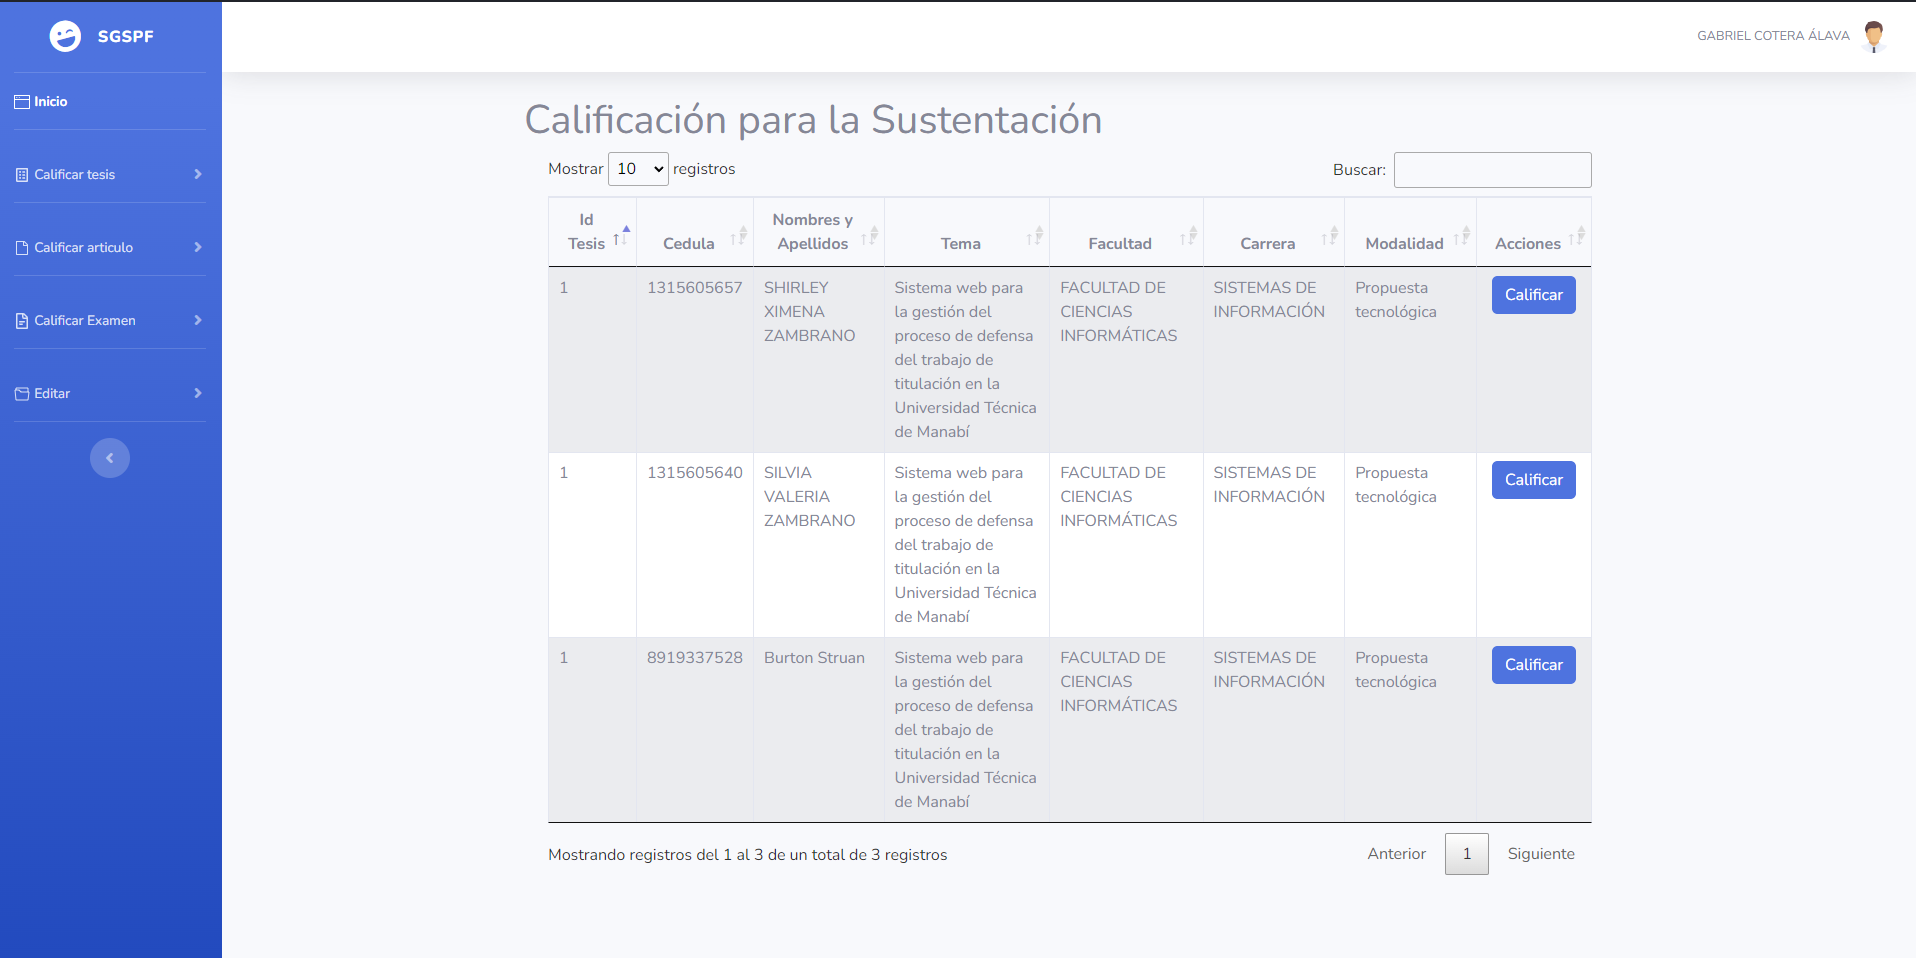 SGSPF
GABRIEL COTERA ÁLAVA
Inicio
Calificar tesis
Calificar articulo
Calificar Examen
Editar
Calificación para la Sustentación
Mostrar 10 registros
Buscar:
Id Tesis
Cedula
Nombres y Apellidos
Tema
Facultad
Carrera
Modalidad
Acciones
1
1315605657
SHIRLEY
XIMENA
ZAMBRANO
Sistema web para
la gestión del
proceso de defensa
del trabajo de
titulación en la
Universidad Técnica
de Manabí
FACULTAD DE
CIENCIAS
INFORMÁTICAS
SISTEMAS DE
INFORMACIÓN
Propuesta
tecnológica
Calificar
1
1315605640
SILVIA
VALERIA
ZAMBRANO
Sistema web para
la gestión del
proceso de defensa
del trabajo de
titulación en la
Universidad Técnica
de Manabí
FACULTAD DE
CIENCIAS
INFORMÁTICAS
SISTEMAS DE
INFORMACIÓN
Propuesta
tecnológica
Calificar
1
8919337528
Burton Struan
Sistema web para
la gestión del
proceso de defensa
del trabajo de
titulación en la
Universidad Técnica
de Manabí
FACULTAD DE
CIENCIAS
INFORMÁTICAS
SISTEMAS DE
INFORMACIÓN
Propuesta
tecnológica
Calificar
Mostrando registros del 1 al 3 de un total de 3 registros
Anterior 1 Siguiente